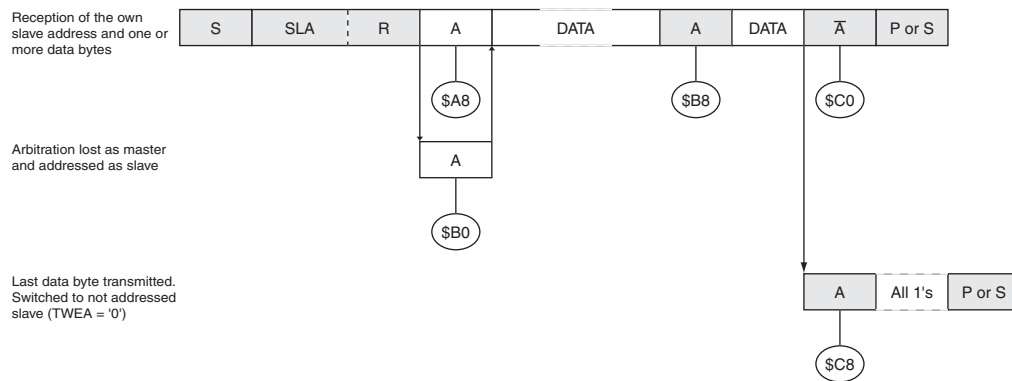 Reception of the own
slave address and one or
more data bytes
S SLA R A DATA A DATA A̅ P or S
$A8 $B8 $C0
Arbitration lost as master
and addressed as slave
A
$B0
Last data byte transmitted.
Switched to not addressed
slave (TWEA = '0')
A All 1's P or S
$C8